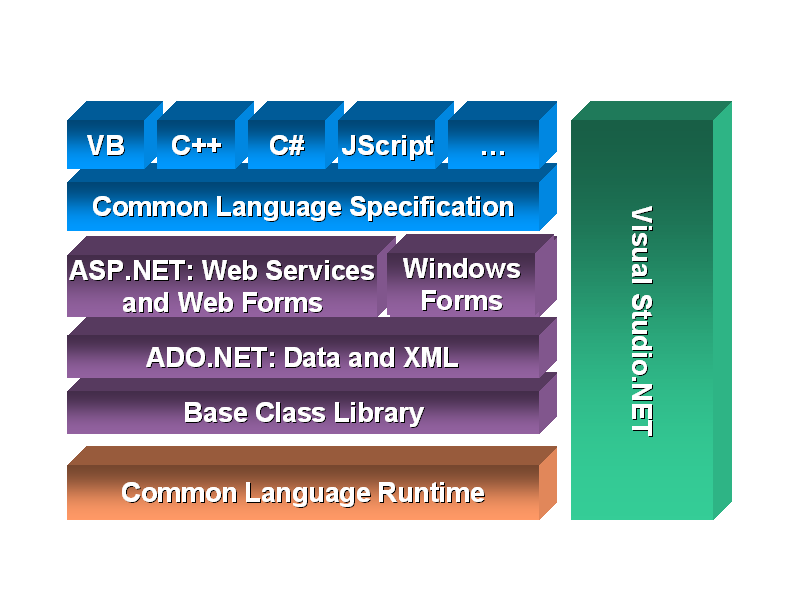 VB
C++
C#
JScript
...
Common Language Specification
ASP.NET: Web Services
and Web Forms
Windows
Forms
ADO.NET: Data and XML
Base Class Library
Common Language Runtime
Visual Studio.NET